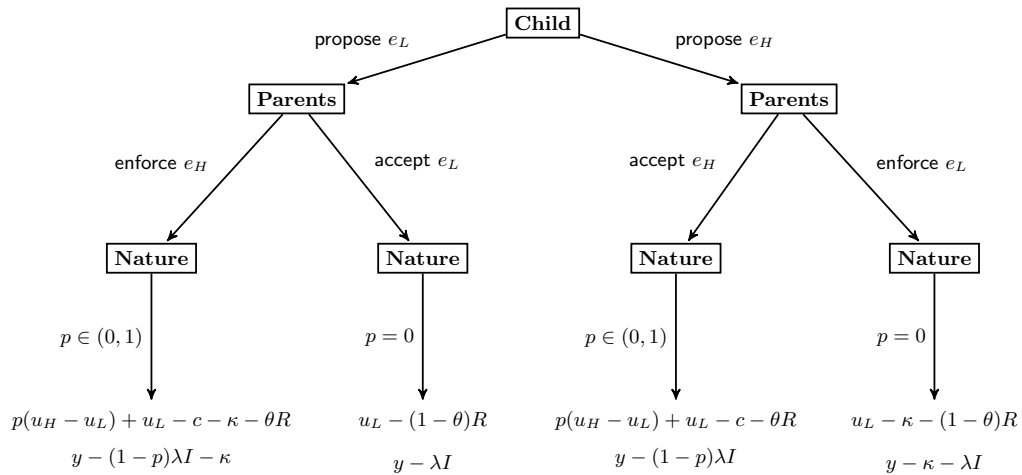 Child
propose e_L
propose e_H
Parents
Parents
enforce e_H
accept e_L
accept e_H
enforce e_L
Nature
Nature
Nature
Nature
p ∈ (0, 1)
p = 0
p ∈ (0, 1)
p = 0
p(u_H − u_L) + u_L − c − κ − θR
u_L − (1 − θ)R
p(u_H − u_L) + u_L − c − θR
u_L − κ − (1 − θ)R
y − (1 − p)λI − κ
y − λI
y − (1 − p)λI
y − κ − λI